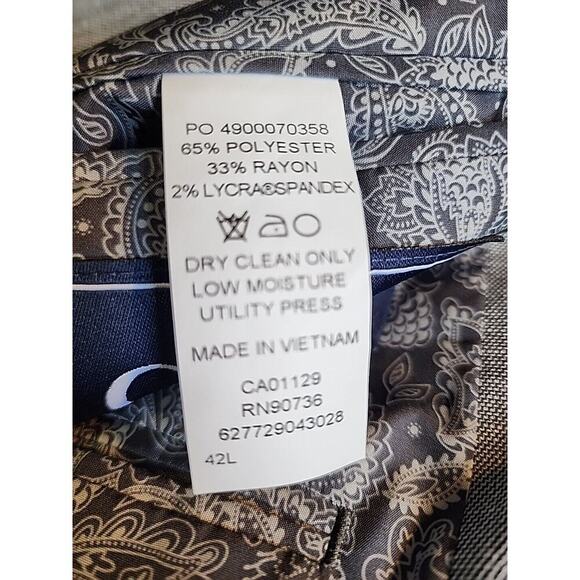 PO 4900070358
65% POLYESTER
33% RAYON
2% LYCRA®SPANDEX
DRY CLEAN ONLY
LOW MOISTURE
UTILITY PRESS
MADE IN VIETNAM
CA01129
RN90736
627729043028
42L